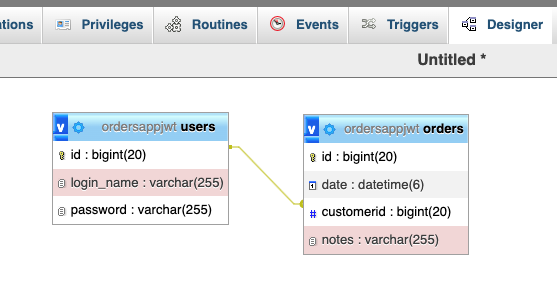 ations
Privileges
Routines
Events
Triggers
Designer
Untitled *
v ordersappjwt users
id : bigint(20)
login_name : varchar(255)
password : varchar(255)
v ordersappjwt orders
id : bigint(20)
date : datetime(6)
# customerid : bigint(20)
notes : varchar(255)